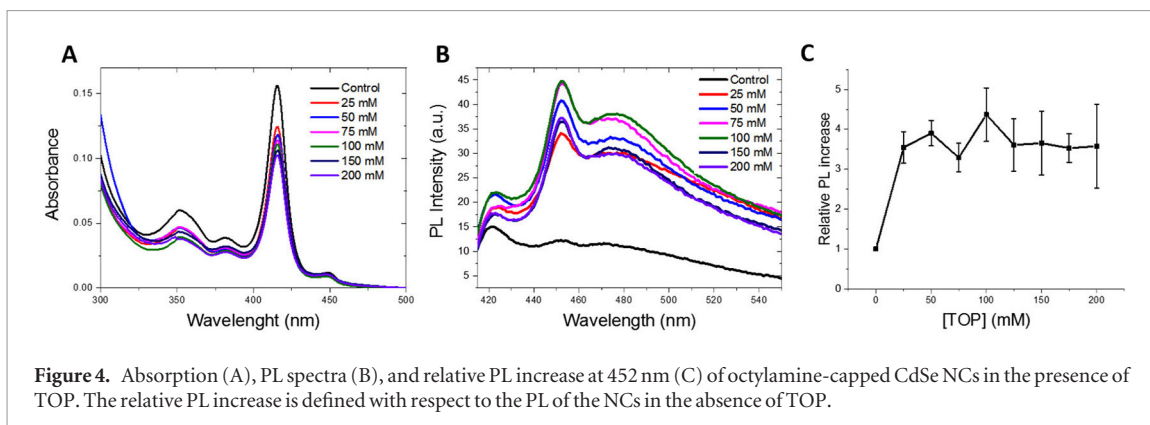 A
Absorbance
0.15
0.10
0.05
0.00
300
350
400
450
500
Wavelenght (nm)
Control
25 mM
50 mM
75 mM
100 mM
150 mM
200 mM
B
PL Intensity (a.u.)
45
40
35
30
25
20
15
10
5
420
440
460
480
500
520
540
Wavelength (nm)
Control
25 mM
50 mM
75 mM
100 mM
150 mM
200 mM
C
Relative PL increase
5
4
3
2
1
0
0
50
100
150
200
[TOP] (mM)
Figure 4. Absorption (A), PL spectra (B), and relative PL increase at 452 nm (C) of octylamine-capped CdSe NCs in the presence of
TOP. The relative PL increase is defined with respect to the PL of the NCs in the absence of TOP.